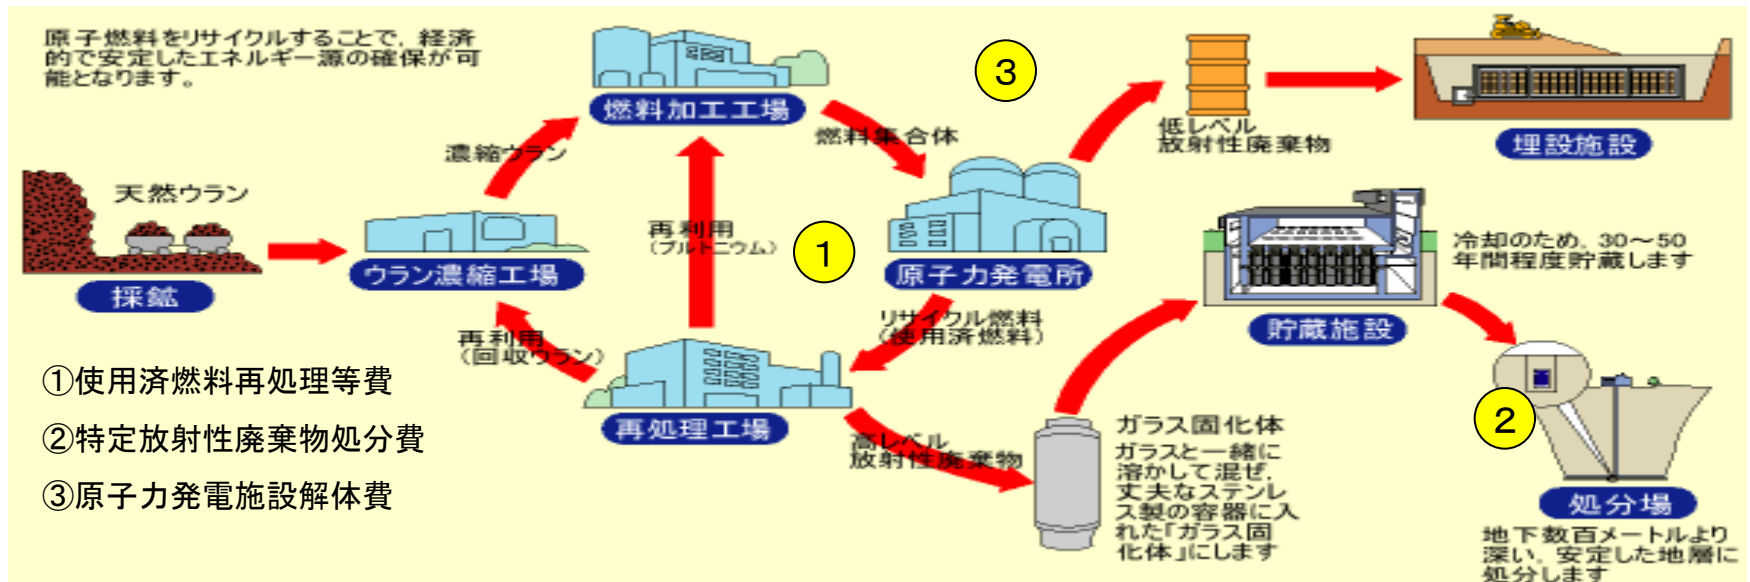 原子燃料をリサイクルすることで、経済
的で安定したエネルギー源の確保が可
能となります。
燃料加工工場
③
低レベル
放射性廃棄物
埋設施設
濃縮ウラン
燃料集合体
天然ウラン
採鉱
ウラン濃縮工場
再利用
(プルトニウム)
①
原子力発電所
冷却のため、30〜50
年間程度貯蔵します
貯蔵施設
再利用
(回収ウラン)
リサイクル燃料
(使用済燃料)
再処理工場
高レベル
放射性廃棄物
ガラス固化体
ガラスと一緒に
溶かして混ぜ、
丈夫なステンレ
ス製の容器に入
れた「ガラス固
化体」にします
②
処分場
地下数百メートルより
深い、安定した地層に
処分します
①使用済燃料再処理等費
②特定放射性廃棄物処分費
③原子力発電施設解体費